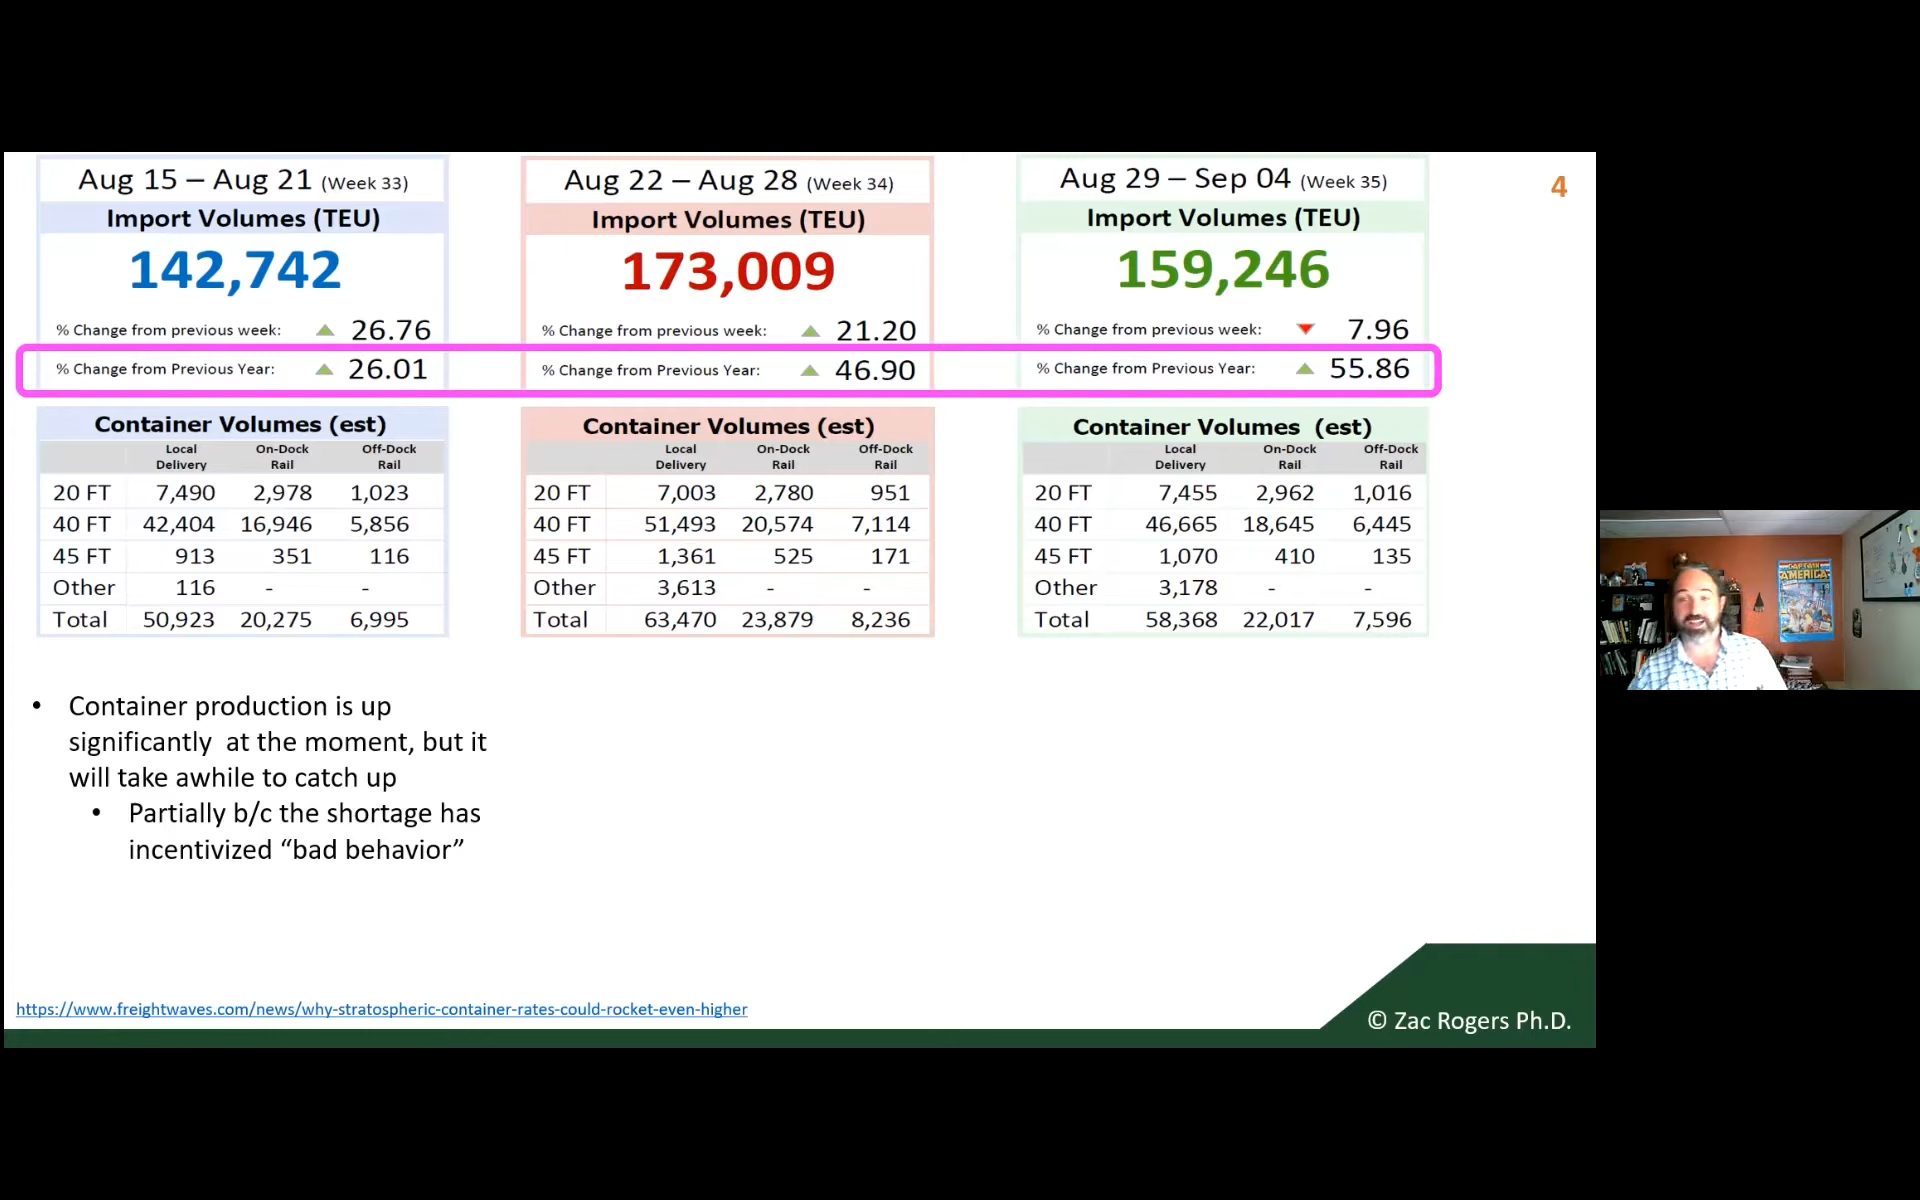 Aug 15 – Aug 21 (Week 33)
Import Volumes (TEU)
142,742
% Change from previous week: 26.76
% Change from Previous Year: 26.01
Container Volumes (est)
Local Delivery On-Dock Rail Off-Dock Rail
20 FT 7,490 2,978 1,023
40 FT 42,404 16,946 5,856
45 FT 913 351 116
Other 116 - -
Total 50,923 20,275 6,995
Aug 22 – Aug 28 (Week 34)
Import Volumes (TEU)
173,009
% Change from previous week: 21.20
% Change from Previous Year: 46.90
Container Volumes (est)
Local Delivery On-Dock Rail Off-Dock Rail
20 FT 7,003 2,780 951
40 FT 51,493 20,574 7,114
45 FT 1,361 525 171
Other 3,613 - -
Total 63,470 23,879 8,236
Aug 29 – Sep 04 (Week 35)
Import Volumes (TEU)
159,246
% Change from previous week: 7.96
% Change from Previous Year: 55.86
Container Volumes (est)
Local Delivery On-Dock Rail Off-Dock Rail
20 FT 7,455 2,962 1,016
40 FT 46,665 18,645 6,445
45 FT 1,070 410 135
Other 3,178 - -
Total 58,368 22,017 7,596
4
• Container production is up
significantly at the moment, but it
will take awhile to catch up
• Partially b/c the shortage has
incentivized “bad behavior”
https://www.freightwaves.com/news/why-stratospheric-container-rates-could-rocket-even-higher
© Zac Rogers Ph.D.
CAPTAIN
AMERICA